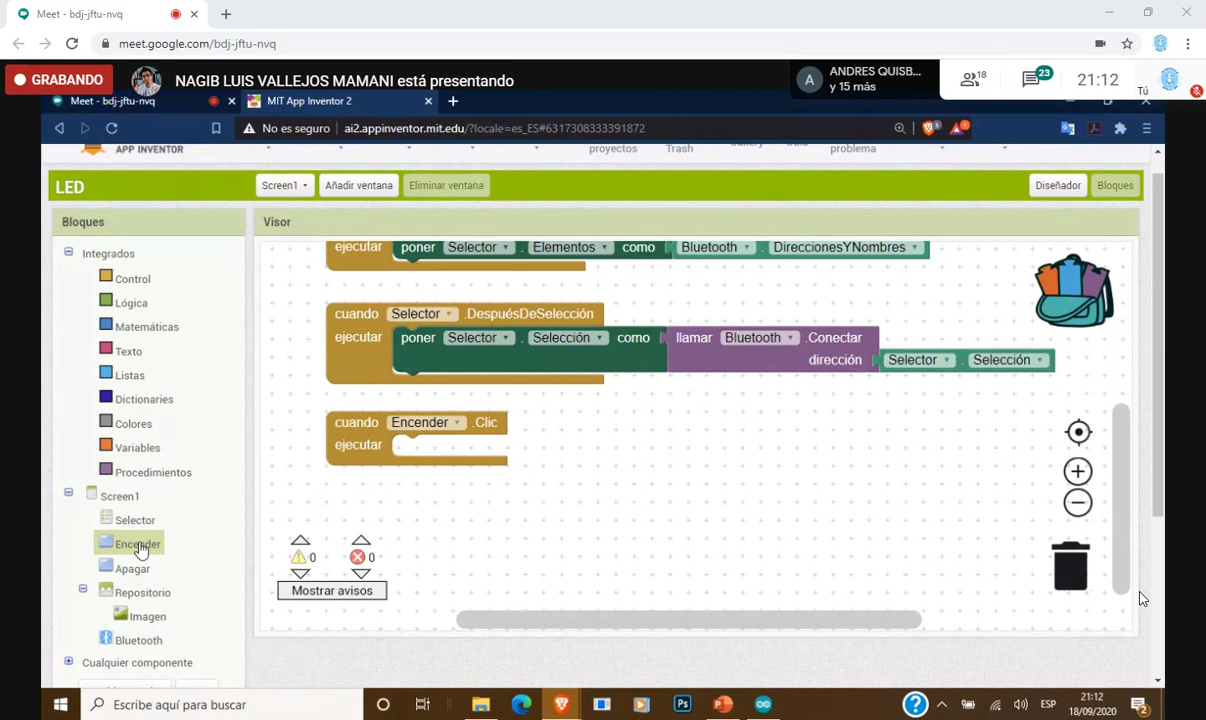 Meet - bdj-jftu-nvq
meet.google.com/bdj-jftu-nvq
GRABANDO
NAGIB LUIS VALLEJOS MAMANI está presentando
A
ANDRES QUISB...
y 15 más
18
23
21:12
Tú
Meet - bdj-jftu-nvq
MIT App Inventor 2
No es seguro
ai2.appinventor.mit.edu/?locale=es_ES#6317308333391872
APP INVENTOR
proyectos
Trash
problema
LED
Screen1
Añadir ventana
Eliminar ventana
Diseñador
Bloques
Bloques
Visor
Integrados
Control
Lógica
Matemáticas
Texto
Listas
Dictionaries
Colores
Variables
Procedimientos
Screen1
Selector
Encender
Apagar
Repositorio
Imagen
Bluetooth
Cualquier componente
ejecutar poner Selector . Elementos como Bluetooth . DireccionesYNombres
cuando Selector .DespuésDeSelección
ejecutar poner Selector . Selección como llamar Bluetooth .Conectar
dirección Selector . Selección
cuando Encender .Clic
ejecutar
0
0
Mostrar avisos
Escribe aquí para buscar
ESP
21:12
18/09/2020
2